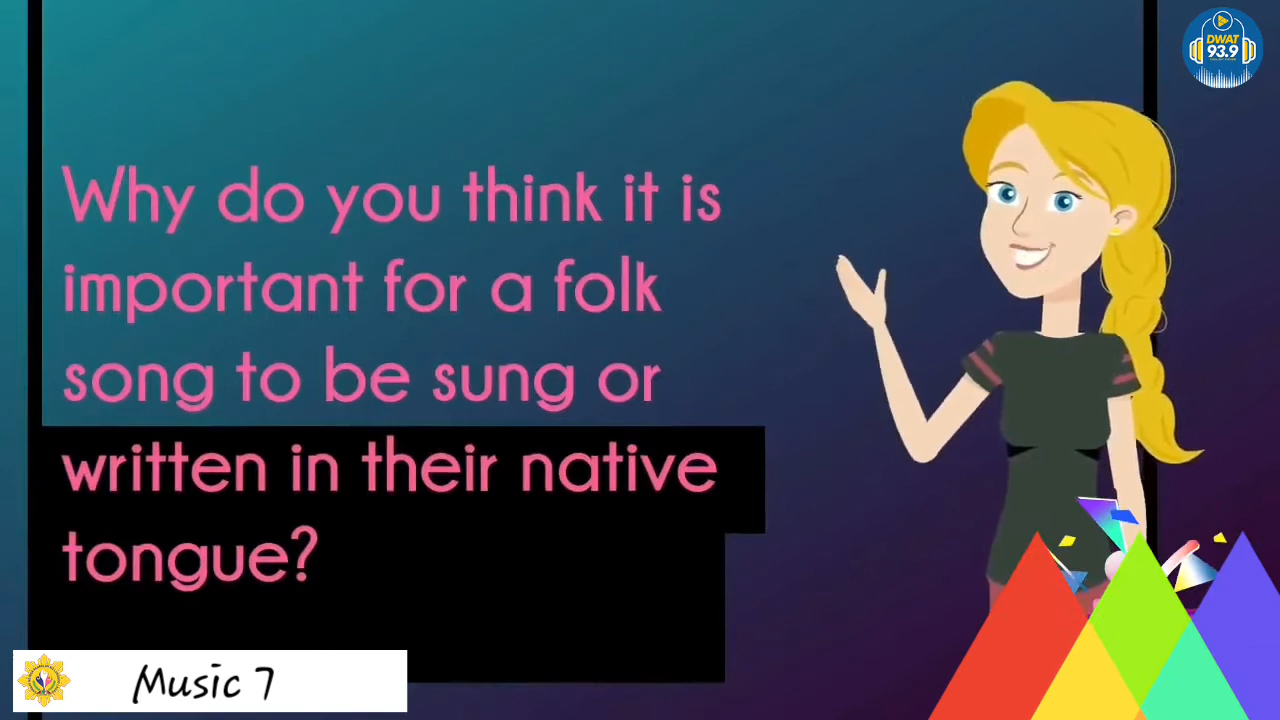 DWAT
93.9
Why do you think it is
important for a folk
song to be sung or
written in their native
tongue?
Music 7